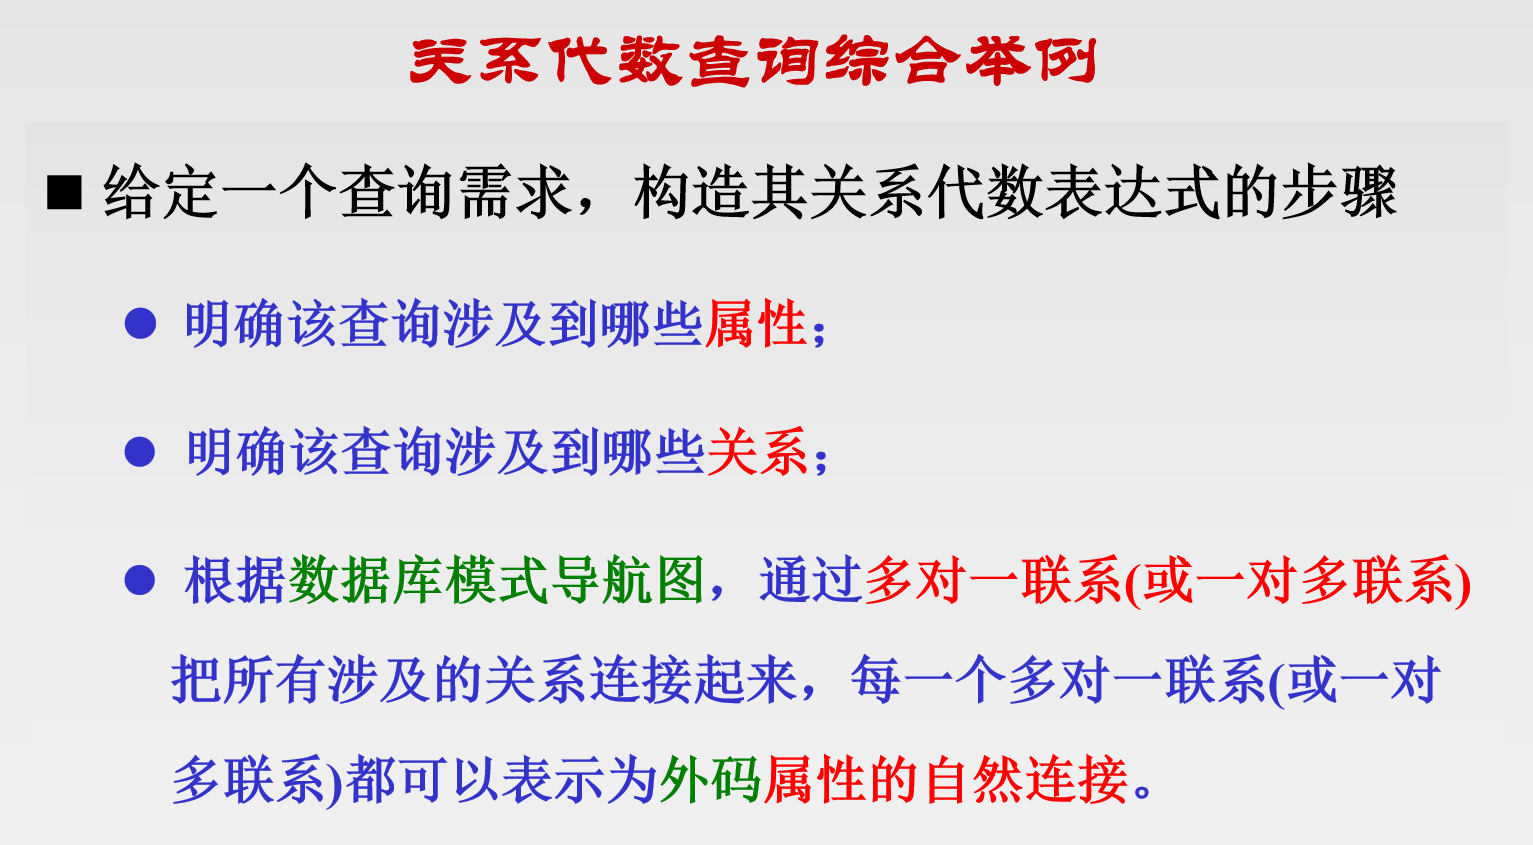 关系代数查询综合举例
■ 给定一个查询需求，构造其关系代数表达式的步骤
● 明确该查询涉及到哪些属性；
● 明确该查询涉及到哪些关系；
● 根据数据库模式导航图，通过多对一联系(或一对多联系)
把所有涉及的关系连接起来，每一个多对一联系(或一对
多联系)都可以表示为外码属性的自然连接。